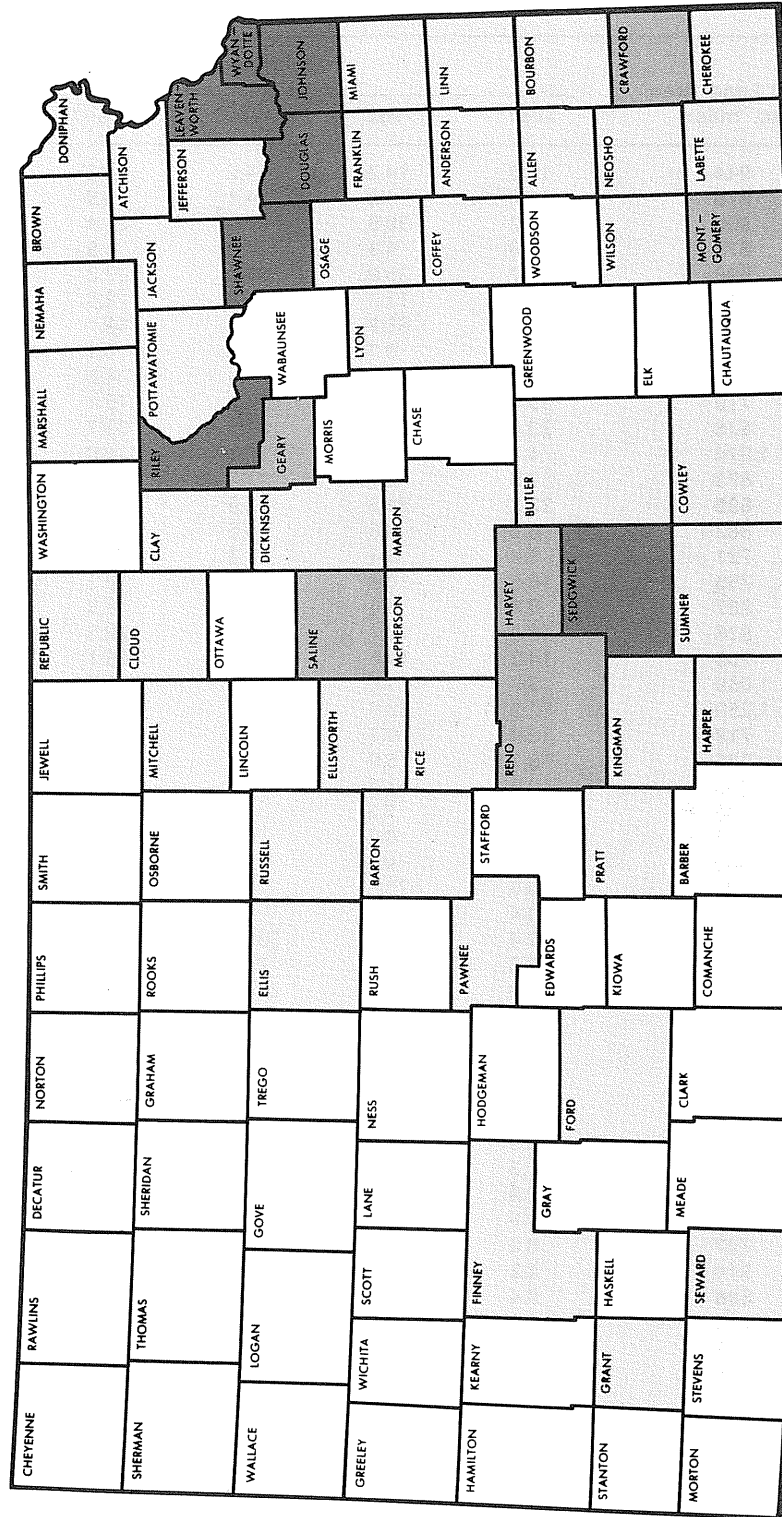 CHEYENNE
RAWLINS
DECATUR
NORTON
PHILLIPS
SMITH
JEWELL
REPUBLIC
WASHINGTON
MARSHALL
NEMAHA
BROWN
DONIPHAN
SHERMAN
THOMAS
SHERIDAN
GRAHAM
ROOKS
OSBORNE
MITCHELL
CLOUD
CLAY
RILEY
POTTAWATOMIE
JACKSON
ATCHISON
JEFFERSON
LEAVEN-
WORTH
WYAN-
DOTTE
WALLACE
LOGAN
GOVE
TREGO
ELLIS
RUSSELL
LINCOLN
OTTAWA
DICKINSON
GEARY
WABAUNSEE
SHAWNEE
DOUGLAS
JOHNSON
GREELEY
WICHITA
SCOTT
LANE
NESS
RUSH
BARTON
ELLSWORTH
SALINE
MORRIS
LYON
OSAGE
FRANKLIN
MIAMI
HAMILTON
KEARNY
FINNEY
HODGEMAN
PAWNEE
STAFFORD
RICE
McPHERSON
MARION
CHASE
COFFEY
ANDERSON
LINN
GRAY
FORD
EDWARDS
RENO
HARVEY
BUTLER
GREENWOOD
WOODSON
ALLEN
BOURBON
STANTON
GRANT
HASKELL
KIOWA
PRATT
KINGMAN
SEDGWICK
ELK
WILSON
NEOSHO
CRAWFORD
MORTON
STEVENS
SEWARD
MEADE
CLARK
COMANCHE
BARBER
HARPER
SUMNER
COWLEY
CHAUTAUQUA
MONT-
GOMERY
LABETTE
CHEROKEE